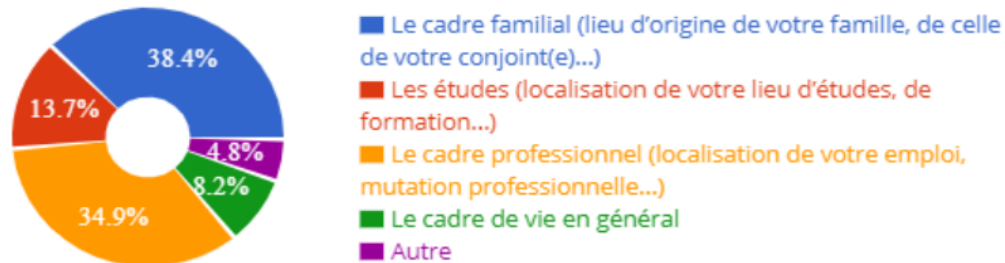 38.4%
13.7%
4.8%
8.2%
34.9%
Le cadre familial (lieu d’origine de votre famille, de celle
de votre conjoint(e)...)
Les études (localisation de votre lieu d’études, de
formation...)
Le cadre professionnel (localisation de votre emploi,
mutation professionnelle...)
Le cadre de vie en général
Autre